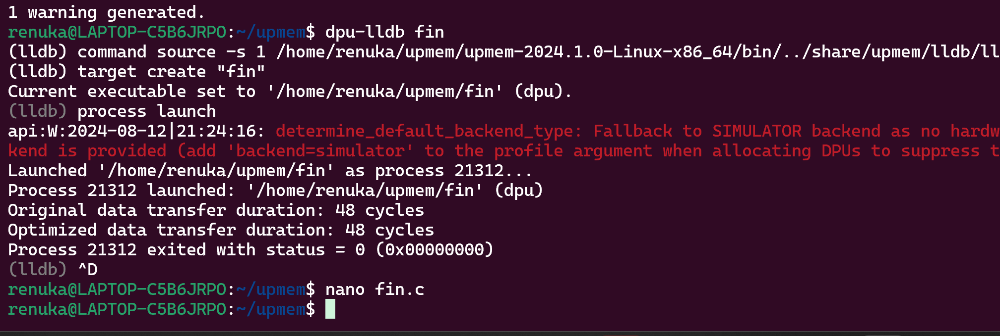 1 warning generated.
renuka@LAPTOP-C5B6JRPO:~/upmem$ dpu-lldb fin
(lldb) command source -s 1 /home/renuka/upmem/upmem-2024.1.0-Linux-x86_64/bin/../share/upmem/lldb/ll
(lldb) target create "fin"
Current executable set to '/home/renuka/upmem/fin' (dpu).
(lldb) process launch
api:W:2024-08-12|21:24:16: determine_default_backend_type: Fallback to SIMULATOR backend as no hardw
kend is provided (add 'backend=simulator' to the profile argument when allocating DPUs to suppress t
Launched '/home/renuka/upmem/fin' as process 21312...
Process 21312 launched: '/home/renuka/upmem/fin' (dpu)
Original data transfer duration: 48 cycles
Optimized data transfer duration: 48 cycles
Process 21312 exited with status = 0 (0x00000000)
(lldb) ^D
renuka@LAPTOP-C5B6JRPO:~/upmem$ nano fin.c
renuka@LAPTOP-C5B6JRPO:~/upmem$